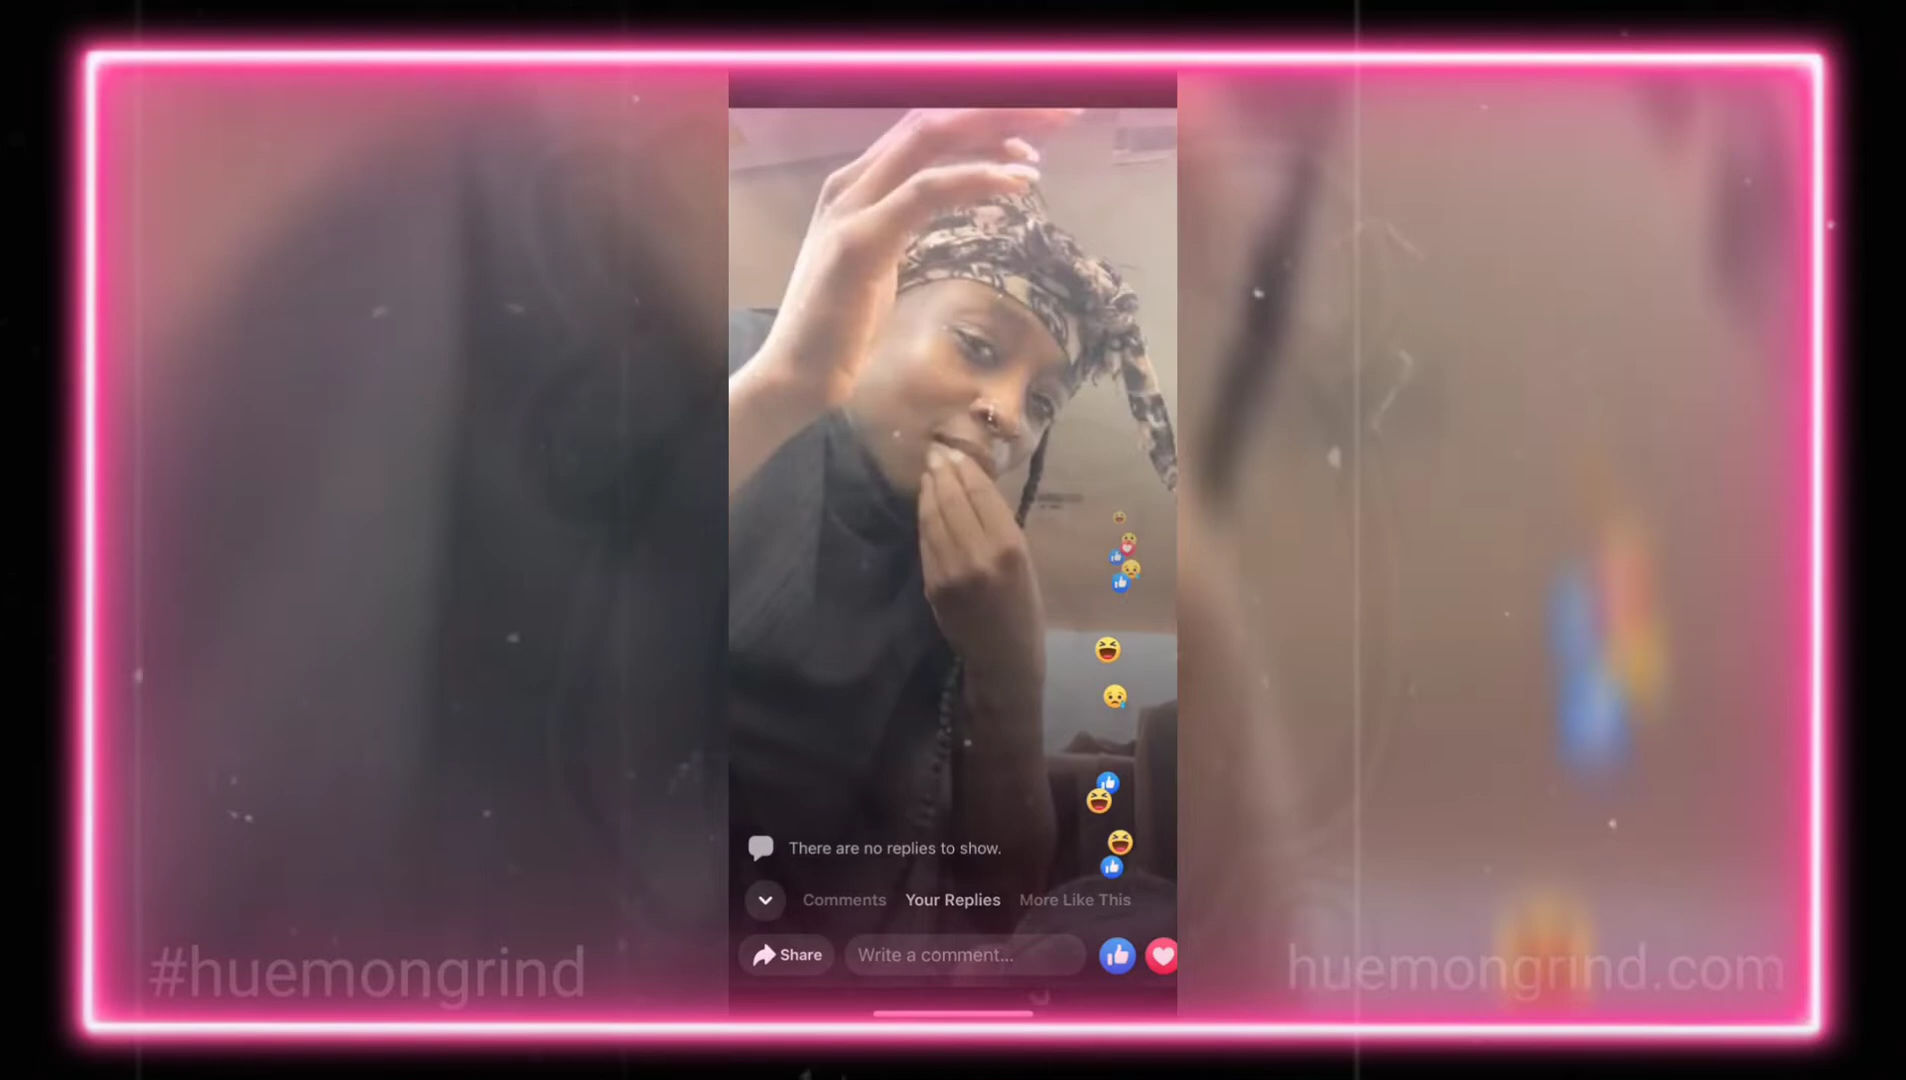 There are no replies to show.
Comments Your Replies More Like This
Share Write a comment...
#huemongrind
huemongrind.com